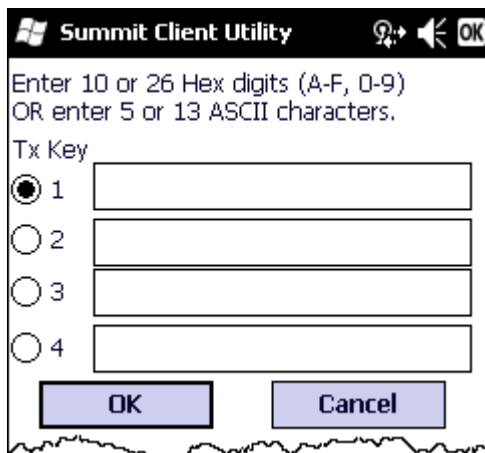 Summit Client Utility OK
Enter 10 or 26 Hex digits (A-F, 0-9)
OR enter 5 or 13 ASCII characters.
Tx Key
1
2
3
4
OK Cancel